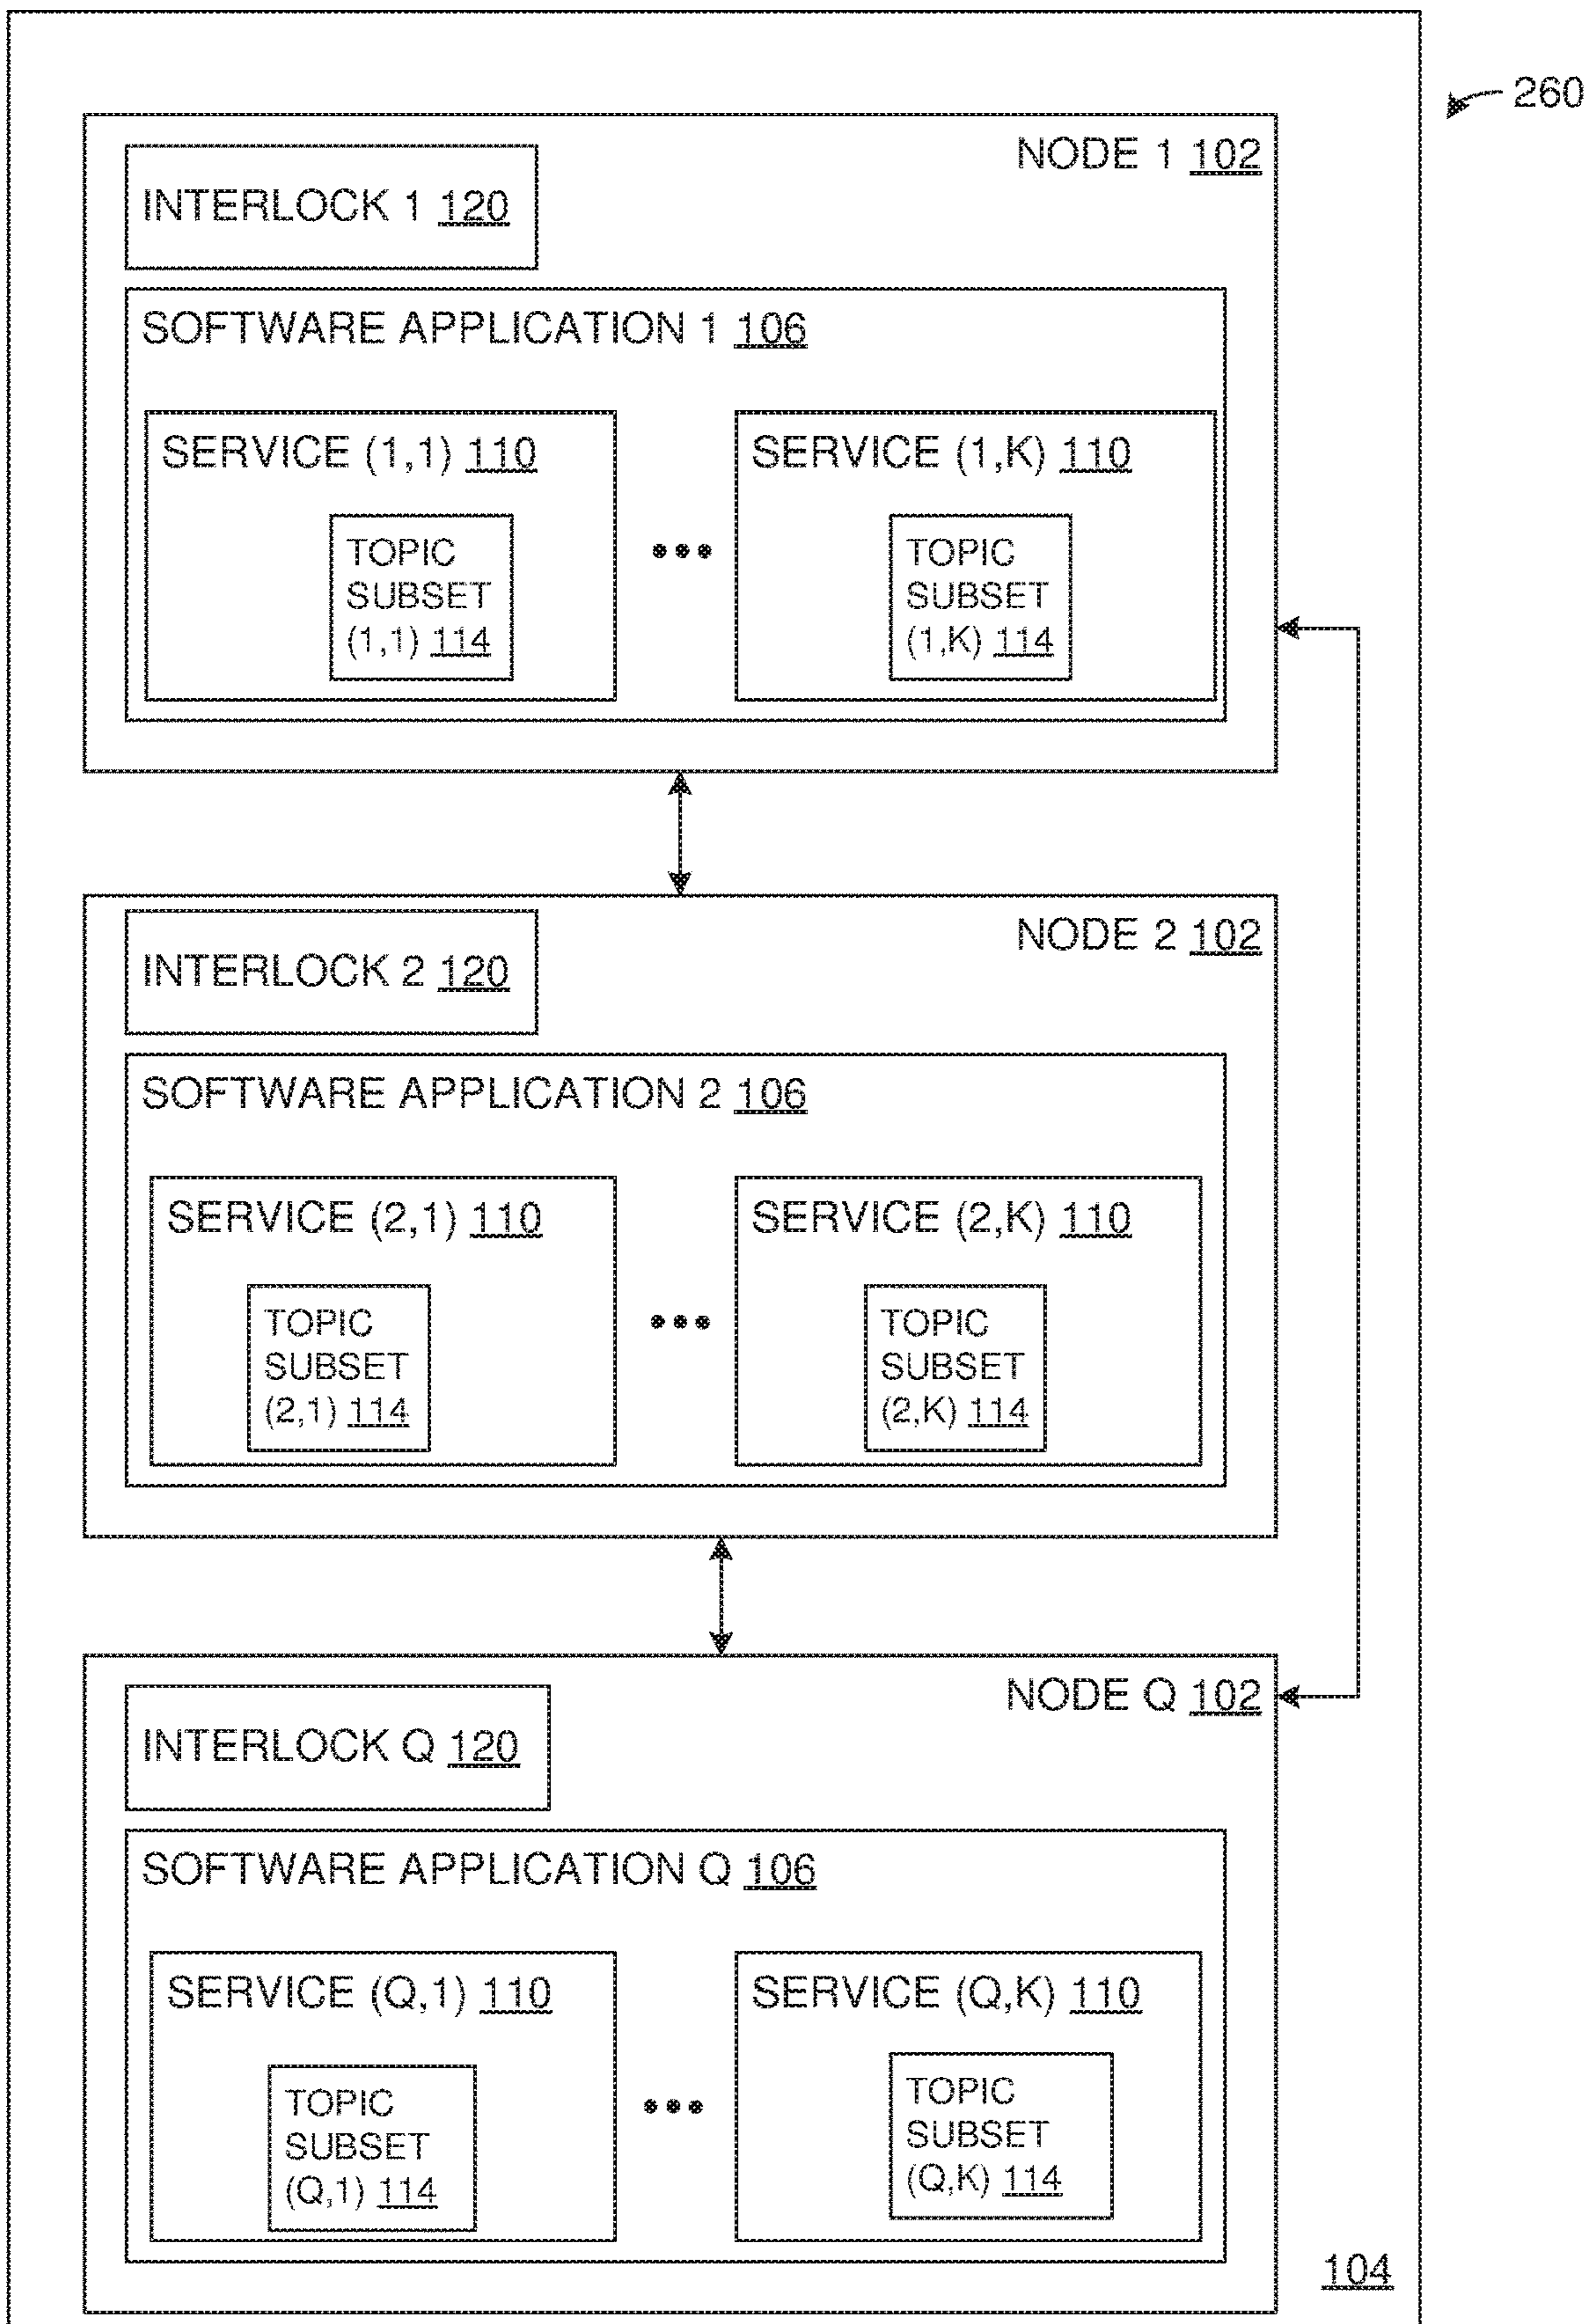 260
NODE 1 102
INTERLOCK 1 120
SOFTWARE APPLICATION 1 106
SERVICE (1,1) 110
TOPIC
SUBSET
(1,1) 114
SERVICE (1,K) 110
TOPIC
SUBSET
(1,K) 114
NODE 2 102
INTERLOCK 2 120
SOFTWARE APPLICATION 2 106
SERVICE (2,1) 110
TOPIC
SUBSET
(2,1) 114
SERVICE (2,K) 110
TOPIC
SUBSET
(2,K) 114
NODE Q 102
INTERLOCK Q 120
SOFTWARE APPLICATION Q 106
SERVICE (Q,1) 110
TOPIC
SUBSET
(Q,1) 114
SERVICE (Q,K) 110
TOPIC
SUBSET
(Q,K) 114
104